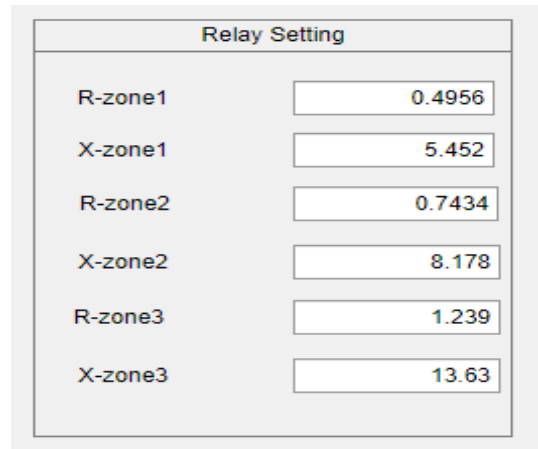 Relay Setting
R-zone1 0.4956
X-zone1 5.452
R-zone2 0.7434
X-zone2 8.178
R-zone3 1.239
X-zone3 13.63